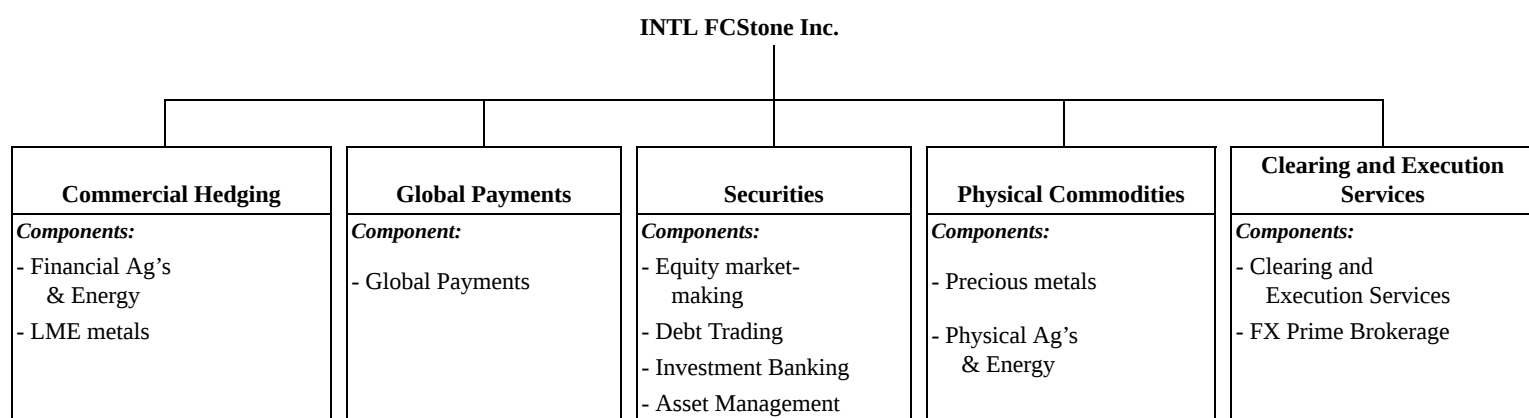 INTL FCStone Inc.
Commercial Hedging
Components:
- Financial Ag’s
& Energy
- LME metals
Global Payments
Component:
- Global Payments
Securities
Components:
- Equity market-
making
- Debt Trading
- Investment Banking
- Asset Management
Physical Commodities
Components:
- Precious metals
- Physical Ag’s
& Energy
Clearing and Execution
Services
Components:
- Clearing and
Execution Services
- FX Prime Brokerage